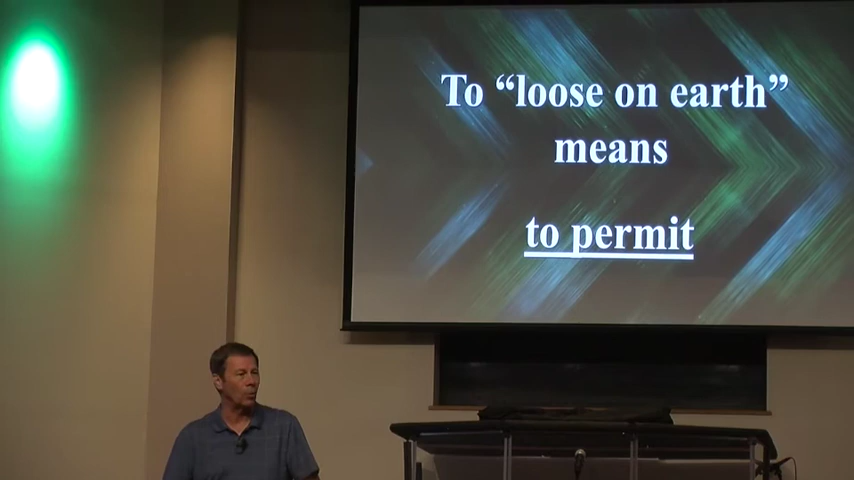 To “loose on earth”
means
to permit